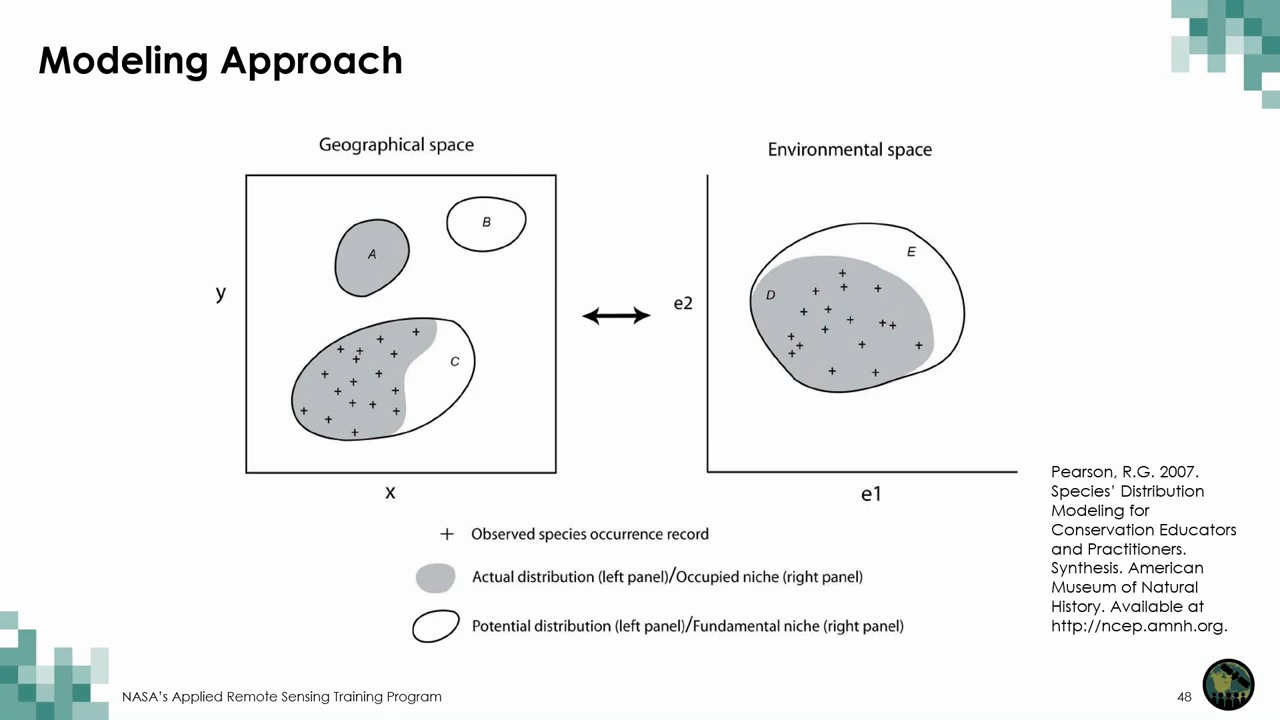 Modeling Approach
Geographical space
Environmental space
A
B
C
y
x
D
E
e2
e1
+ Observed species occurrence record
Actual distribution (left panel)/Occupied niche (right panel)
Potential distribution (left panel)/Fundamental niche (right panel)
Pearson, R.G. 2007.
Species’ Distribution
Modeling for
Conservation Educators
and Practitioners.
Synthesis. American
Museum of Natural
History. Available at
http://ncep.amnh.org.
NASA’s Applied Remote Sensing Training Program
48